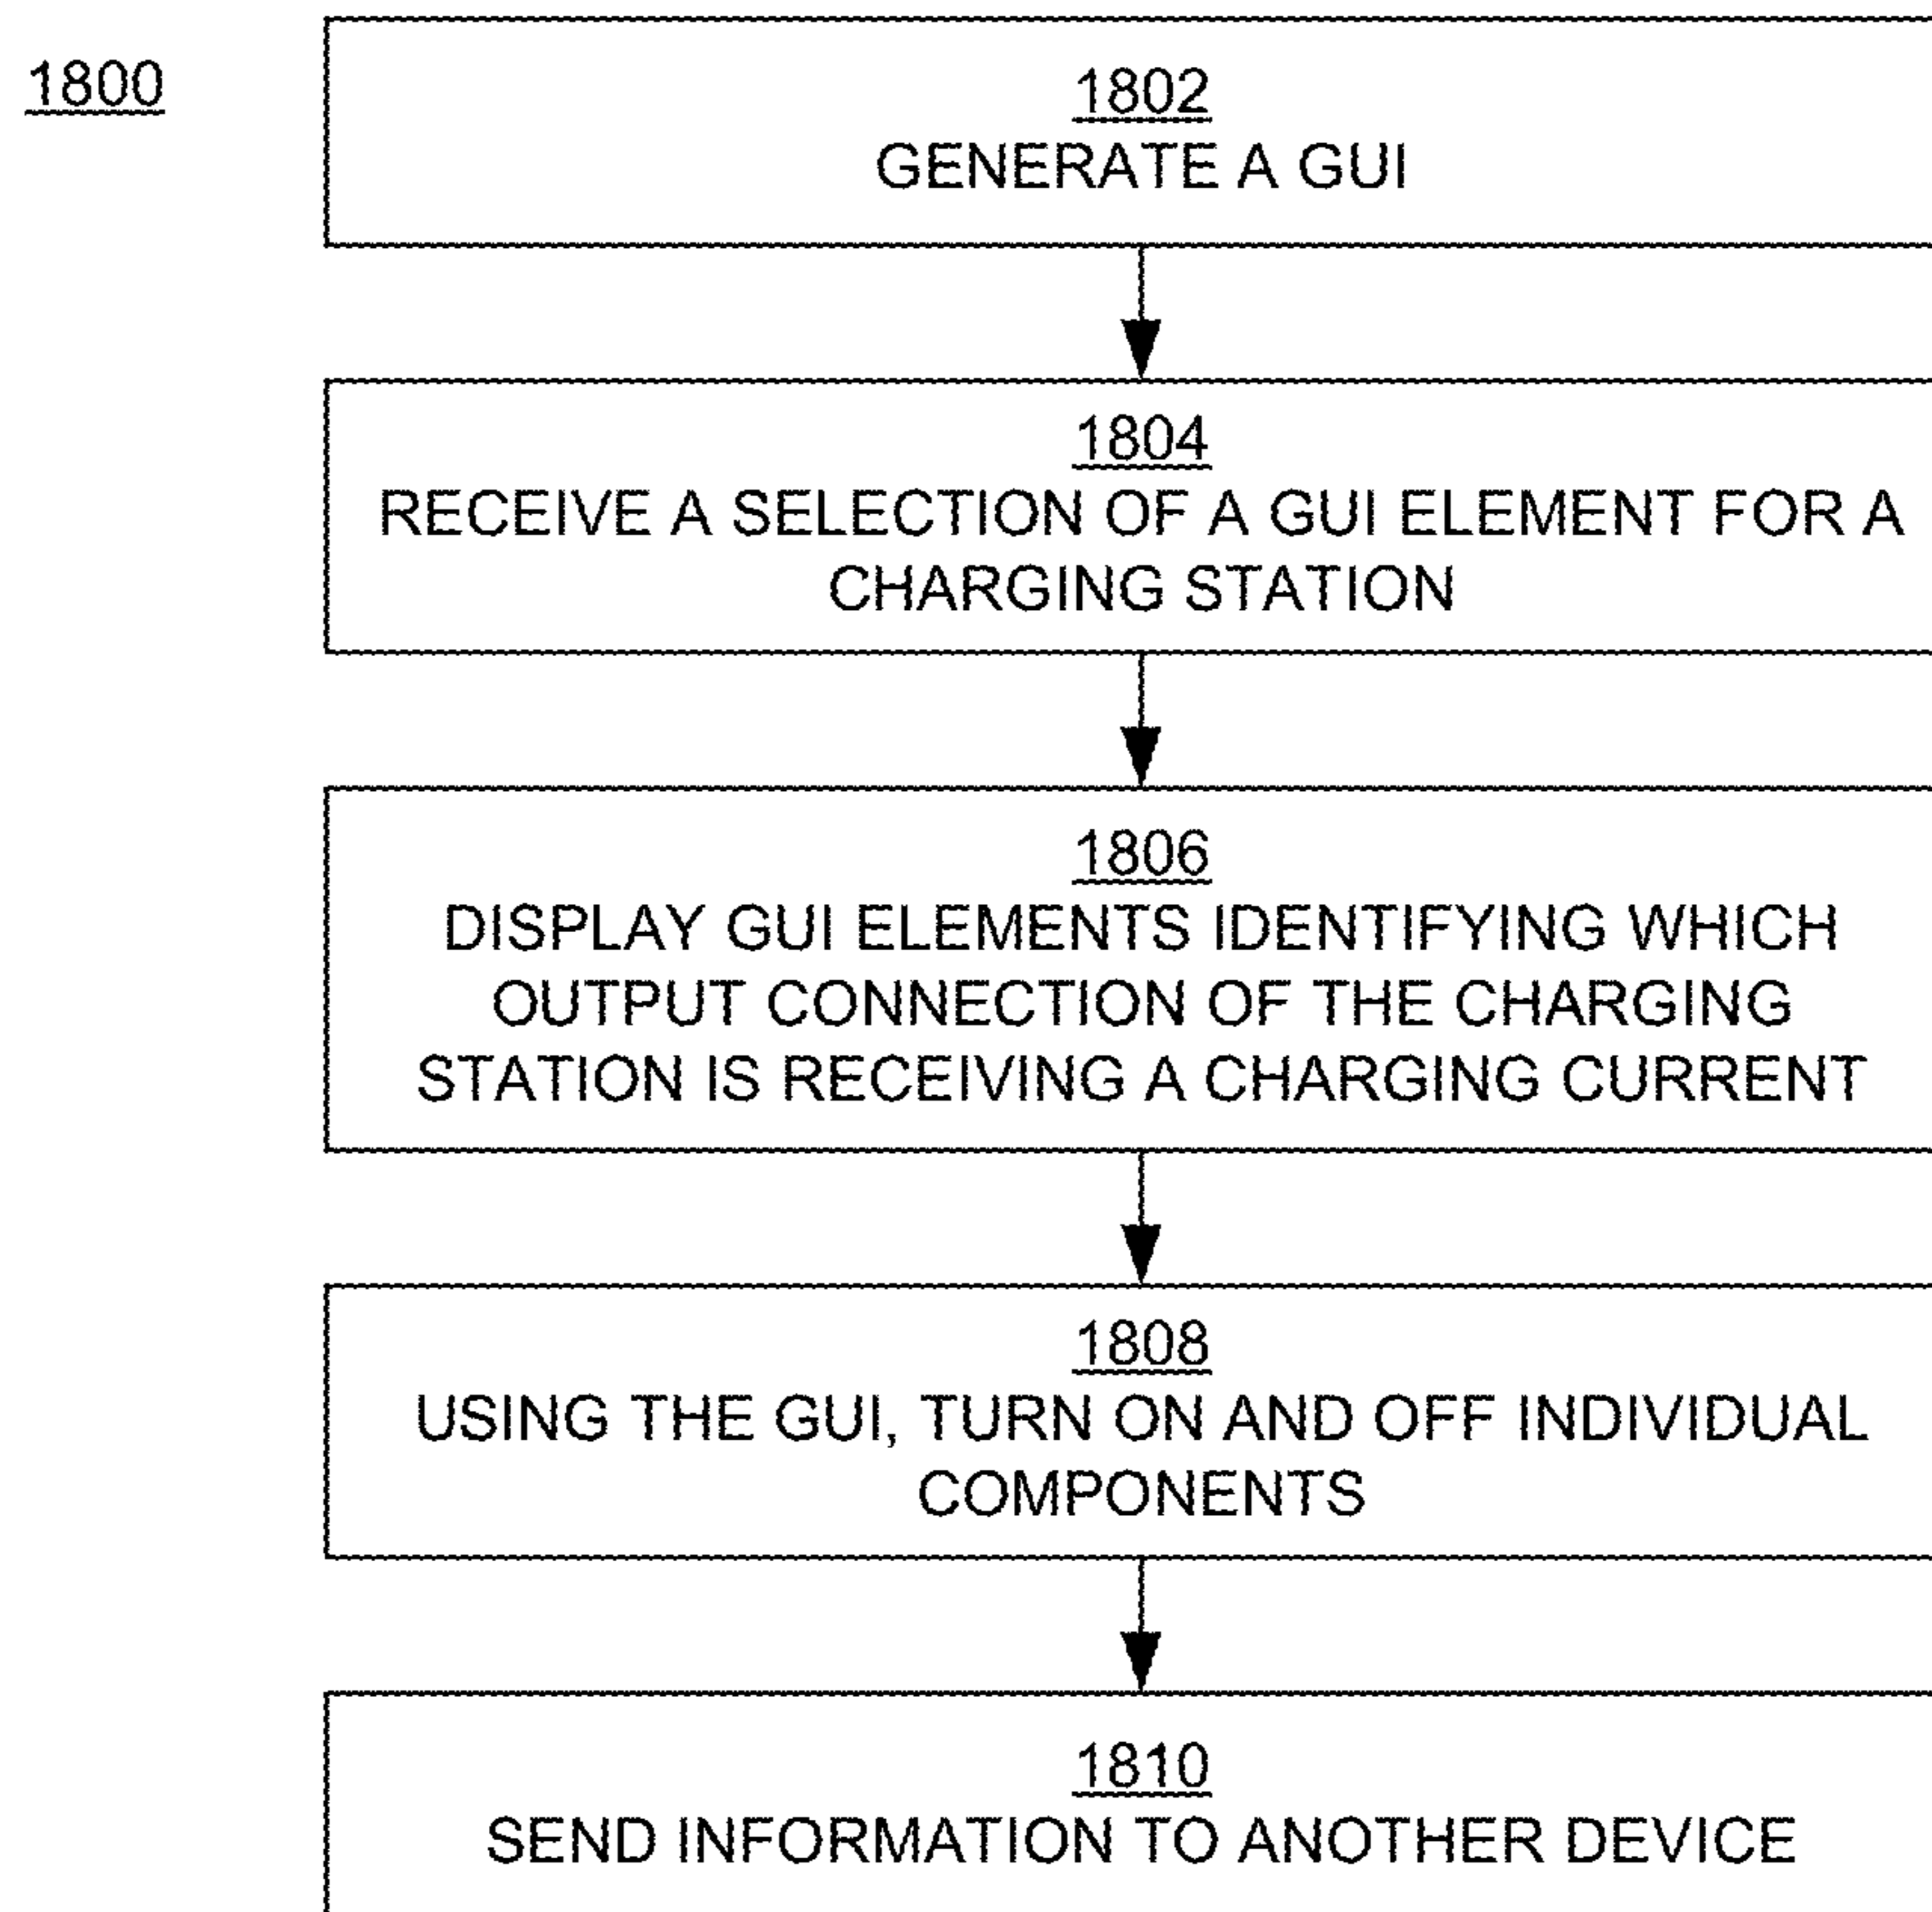 1800
1802
GENERATE A GUI
1804
RECEIVE A SELECTION OF A GUI ELEMENT FOR A
CHARGING STATION
1806
DISPLAY GUI ELEMENTS IDENTIFYING WHICH
OUTPUT CONNECTION OF THE CHARGING
STATION IS RECEIVING A CHARGING CURRENT
1808
USING THE GUI, TURN ON AND OFF INDIVIDUAL
COMPONENTS
1810
SEND INFORMATION TO ANOTHER DEVICE